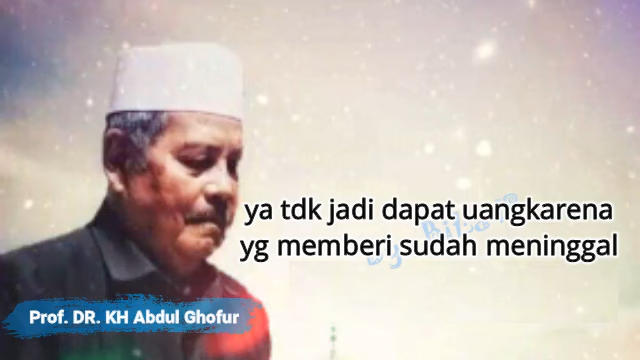 ya tdk jadi dapat uangkarena
yg memberi sudah meninggal
Prof. DR. KH Abdul Ghofur